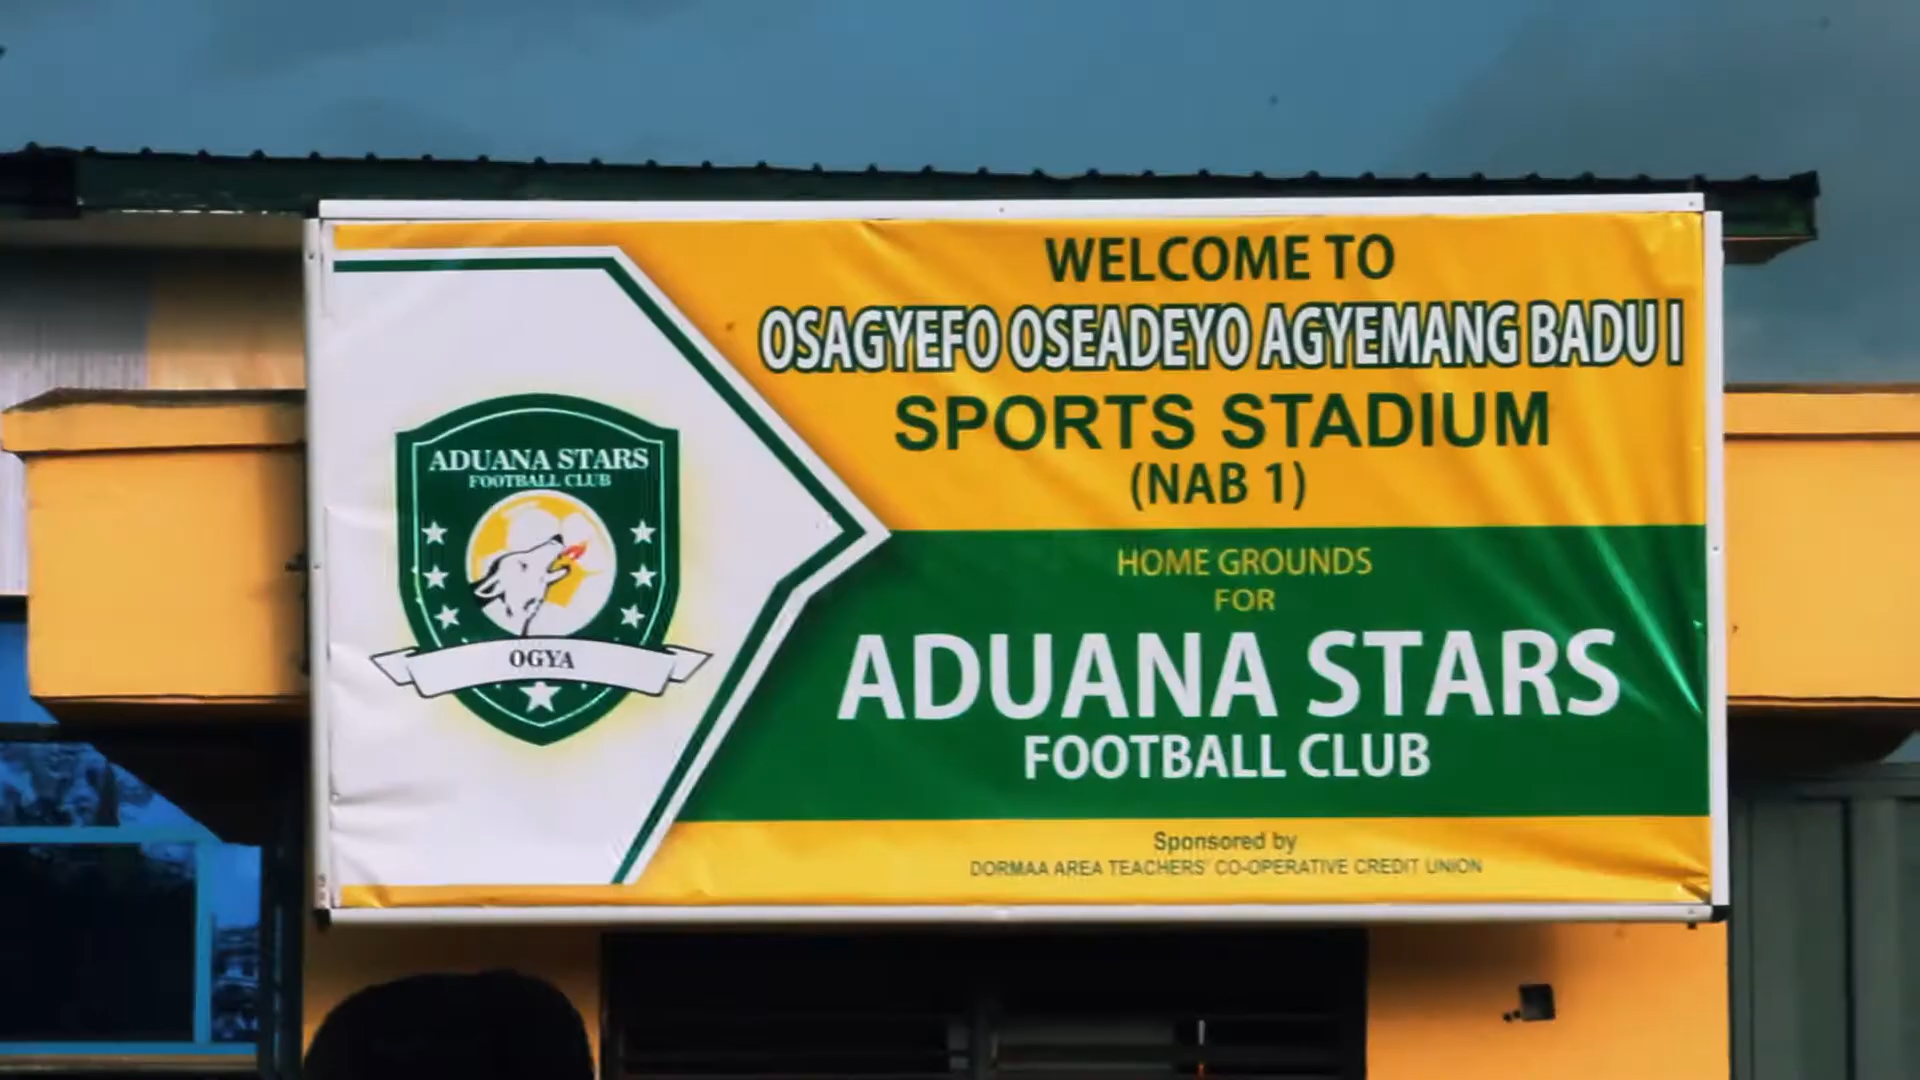 WELCOME TO
OSAGYEFO OSEADEYO AGYEMANG BADU I
SPORTS STADIUM
(NAB 1)
HOME GROUNDS
FOR
ADUANA STARS
FOOTBALL CLUB
Sponsored by
DORMAA AREA TEACHERS' CO-OPERATIVE CREDIT UNION
ADUANA STARS
FOOTBALL CLUB
OGYA